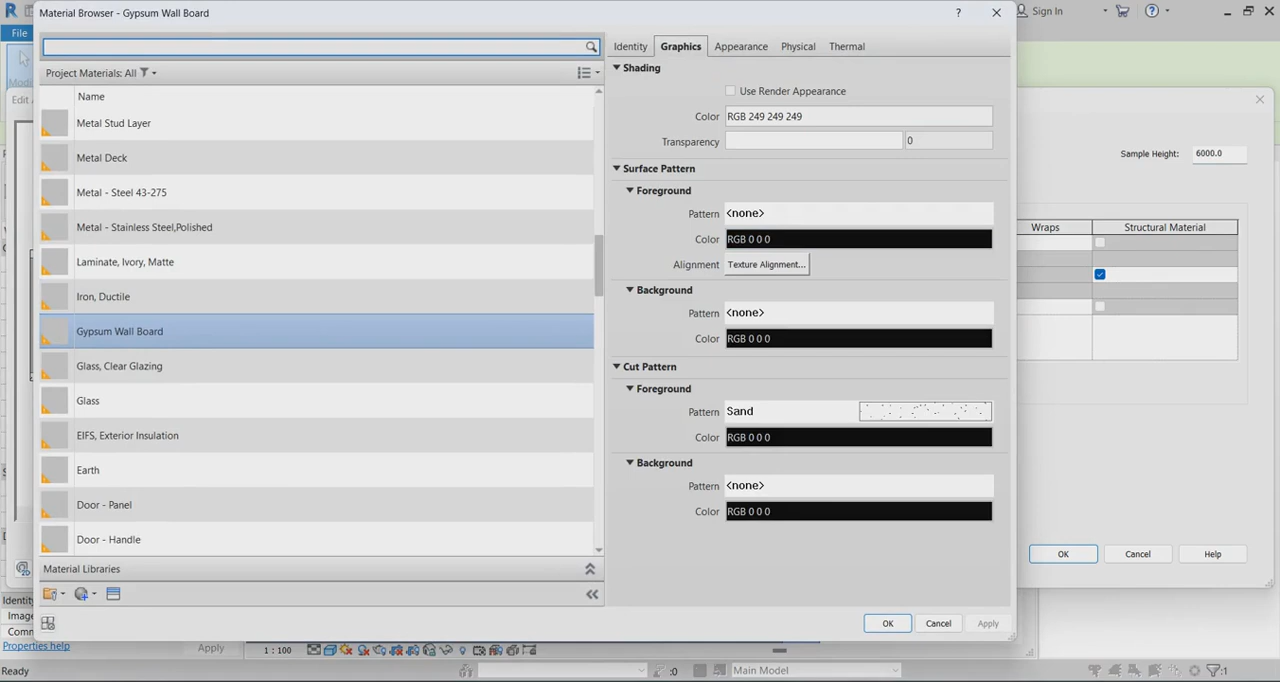 Material Browser - Gypsum Wall Board
?
Sign In
File
Modi
Edit A
Project Materials: All
Name
Metal Stud Layer
Metal Deck
Metal - Steel 43-275
Metal - Stainless Steel,Polished
Laminate, Ivory, Matte
Iron, Ductile
Gypsum Wall Board
Glass, Clear Glazing
Glass
EIFS, Exterior Insulation
Earth
Door - Panel
Door - Handle
Material Libraries
Identity
Graphics
Appearance
Physical
Thermal
Shading
Use Render Appearance
Color RGB 249 249 249
Transparency 0
Surface Pattern
Foreground
Pattern <none>
Color RGB 0 0 0
Alignment Texture Alignment...
Background
Pattern <none>
Color RGB 0 0 0
Cut Pattern
Foreground
Pattern Sand
Color RGB 0 0 0
Background
Pattern <none>
Color RGB 0 0 0
OK
Cancel
Apply
Sample Height: 6000.0
Wraps
Structural Material
OK
Cancel
Help
Identity
Image
Comm
Properties help
Apply
1 : 100
Ready
:0
Main Model
:1